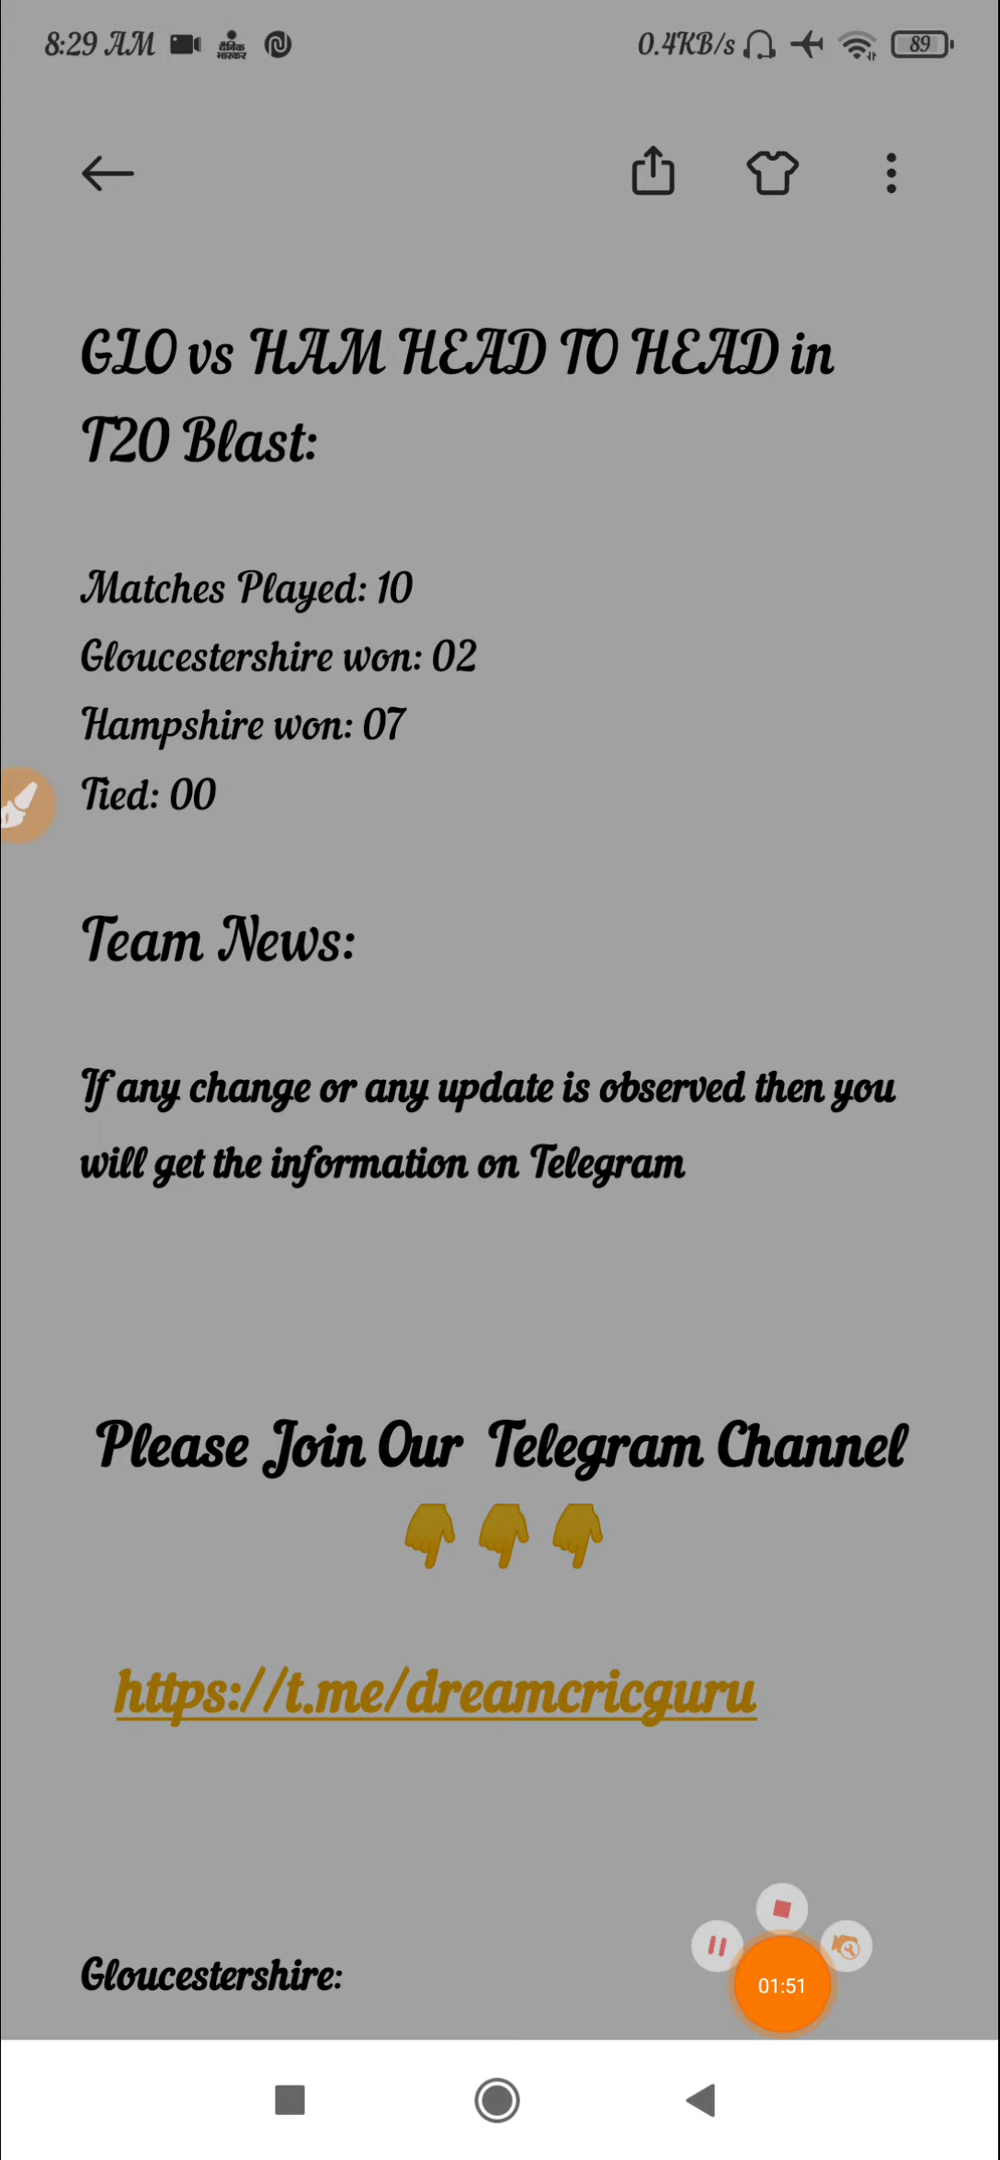 8:29 AM दैनिक भास्कर 0.4KB/s 89
GLO vs HAM HEAD TO HEAD in
T20 Blast:
Matches Played: 10
Gloucestershire won: 02
Hampshire won: 07
Tied: 00
Team News:
If any change or any update is observed then you
will get the information on Telegram
Please Join Our Telegram Channel
👇👇👇
https://t.me/dreamcricguru
Gloucestershire:
01:51